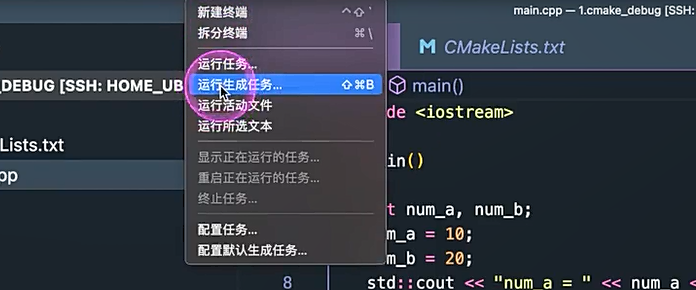 新建终端 ⌃⇧`
main.cpp — 1.cmake_debug [SSH:
拆分终端 ⌘\
CMakeLists.txt
运行任务...
_DEBUG [SSH: HOME_UB
运行生成任务... ⇧⌘B
main()
运行活动文件
de <iostream>
运行所选文本
Lists.txt
显示正在运行的任务...
in()
pp
重启正在运行的任务...
终止任务...
t num_a, num_b;
配置任务...
m_a = 10;
配置默认生成任务...
m_b = 20;
8 std::cout << "num_a = " << num_a <